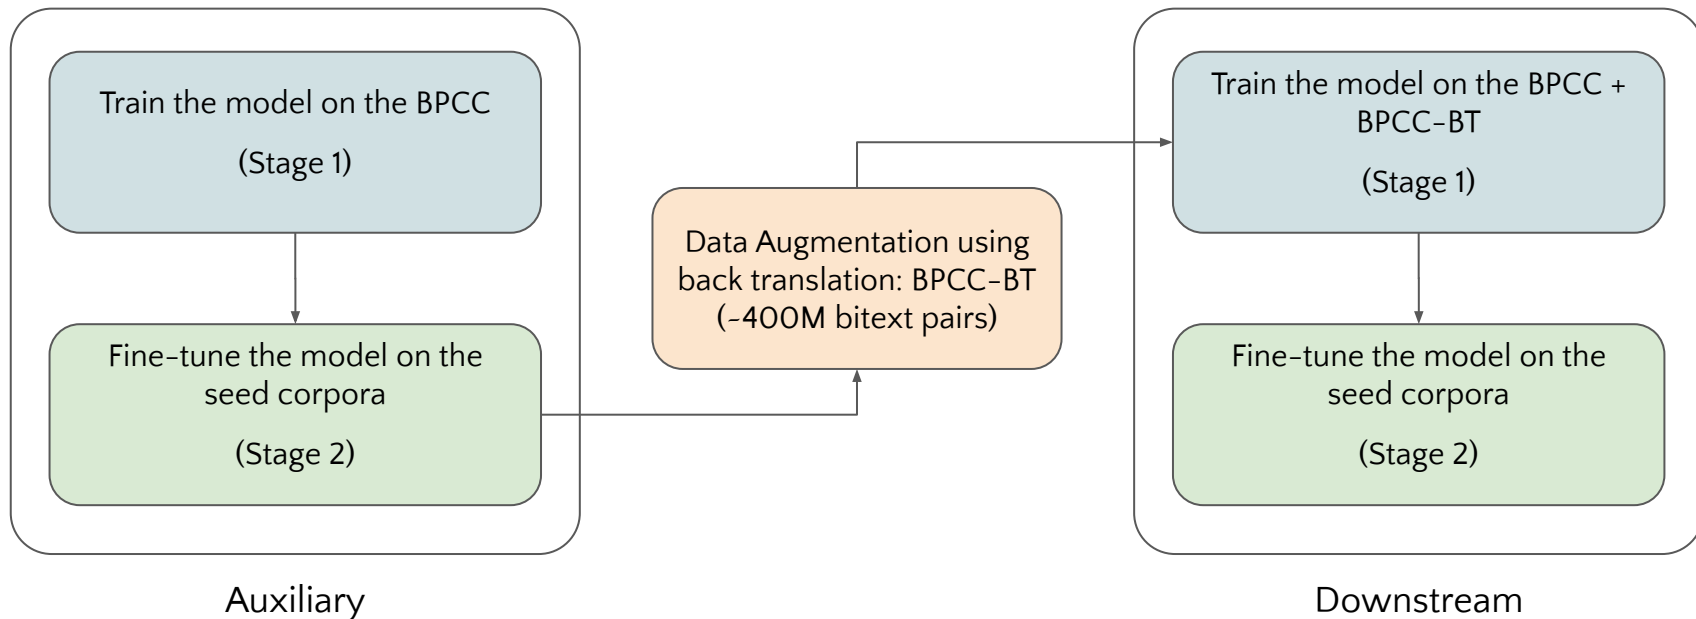 Train the model on the BPCC
(Stage 1)
Fine-tune the model on the
seed corpora
(Stage 2)
Auxiliary
Data Augmentation using
back translation: BPCC-BT
(~400M bitext pairs)
Train the model on the BPCC +
BPCC-BT
(Stage 1)
Fine-tune the model on the
seed corpora
(Stage 2)
Downstream